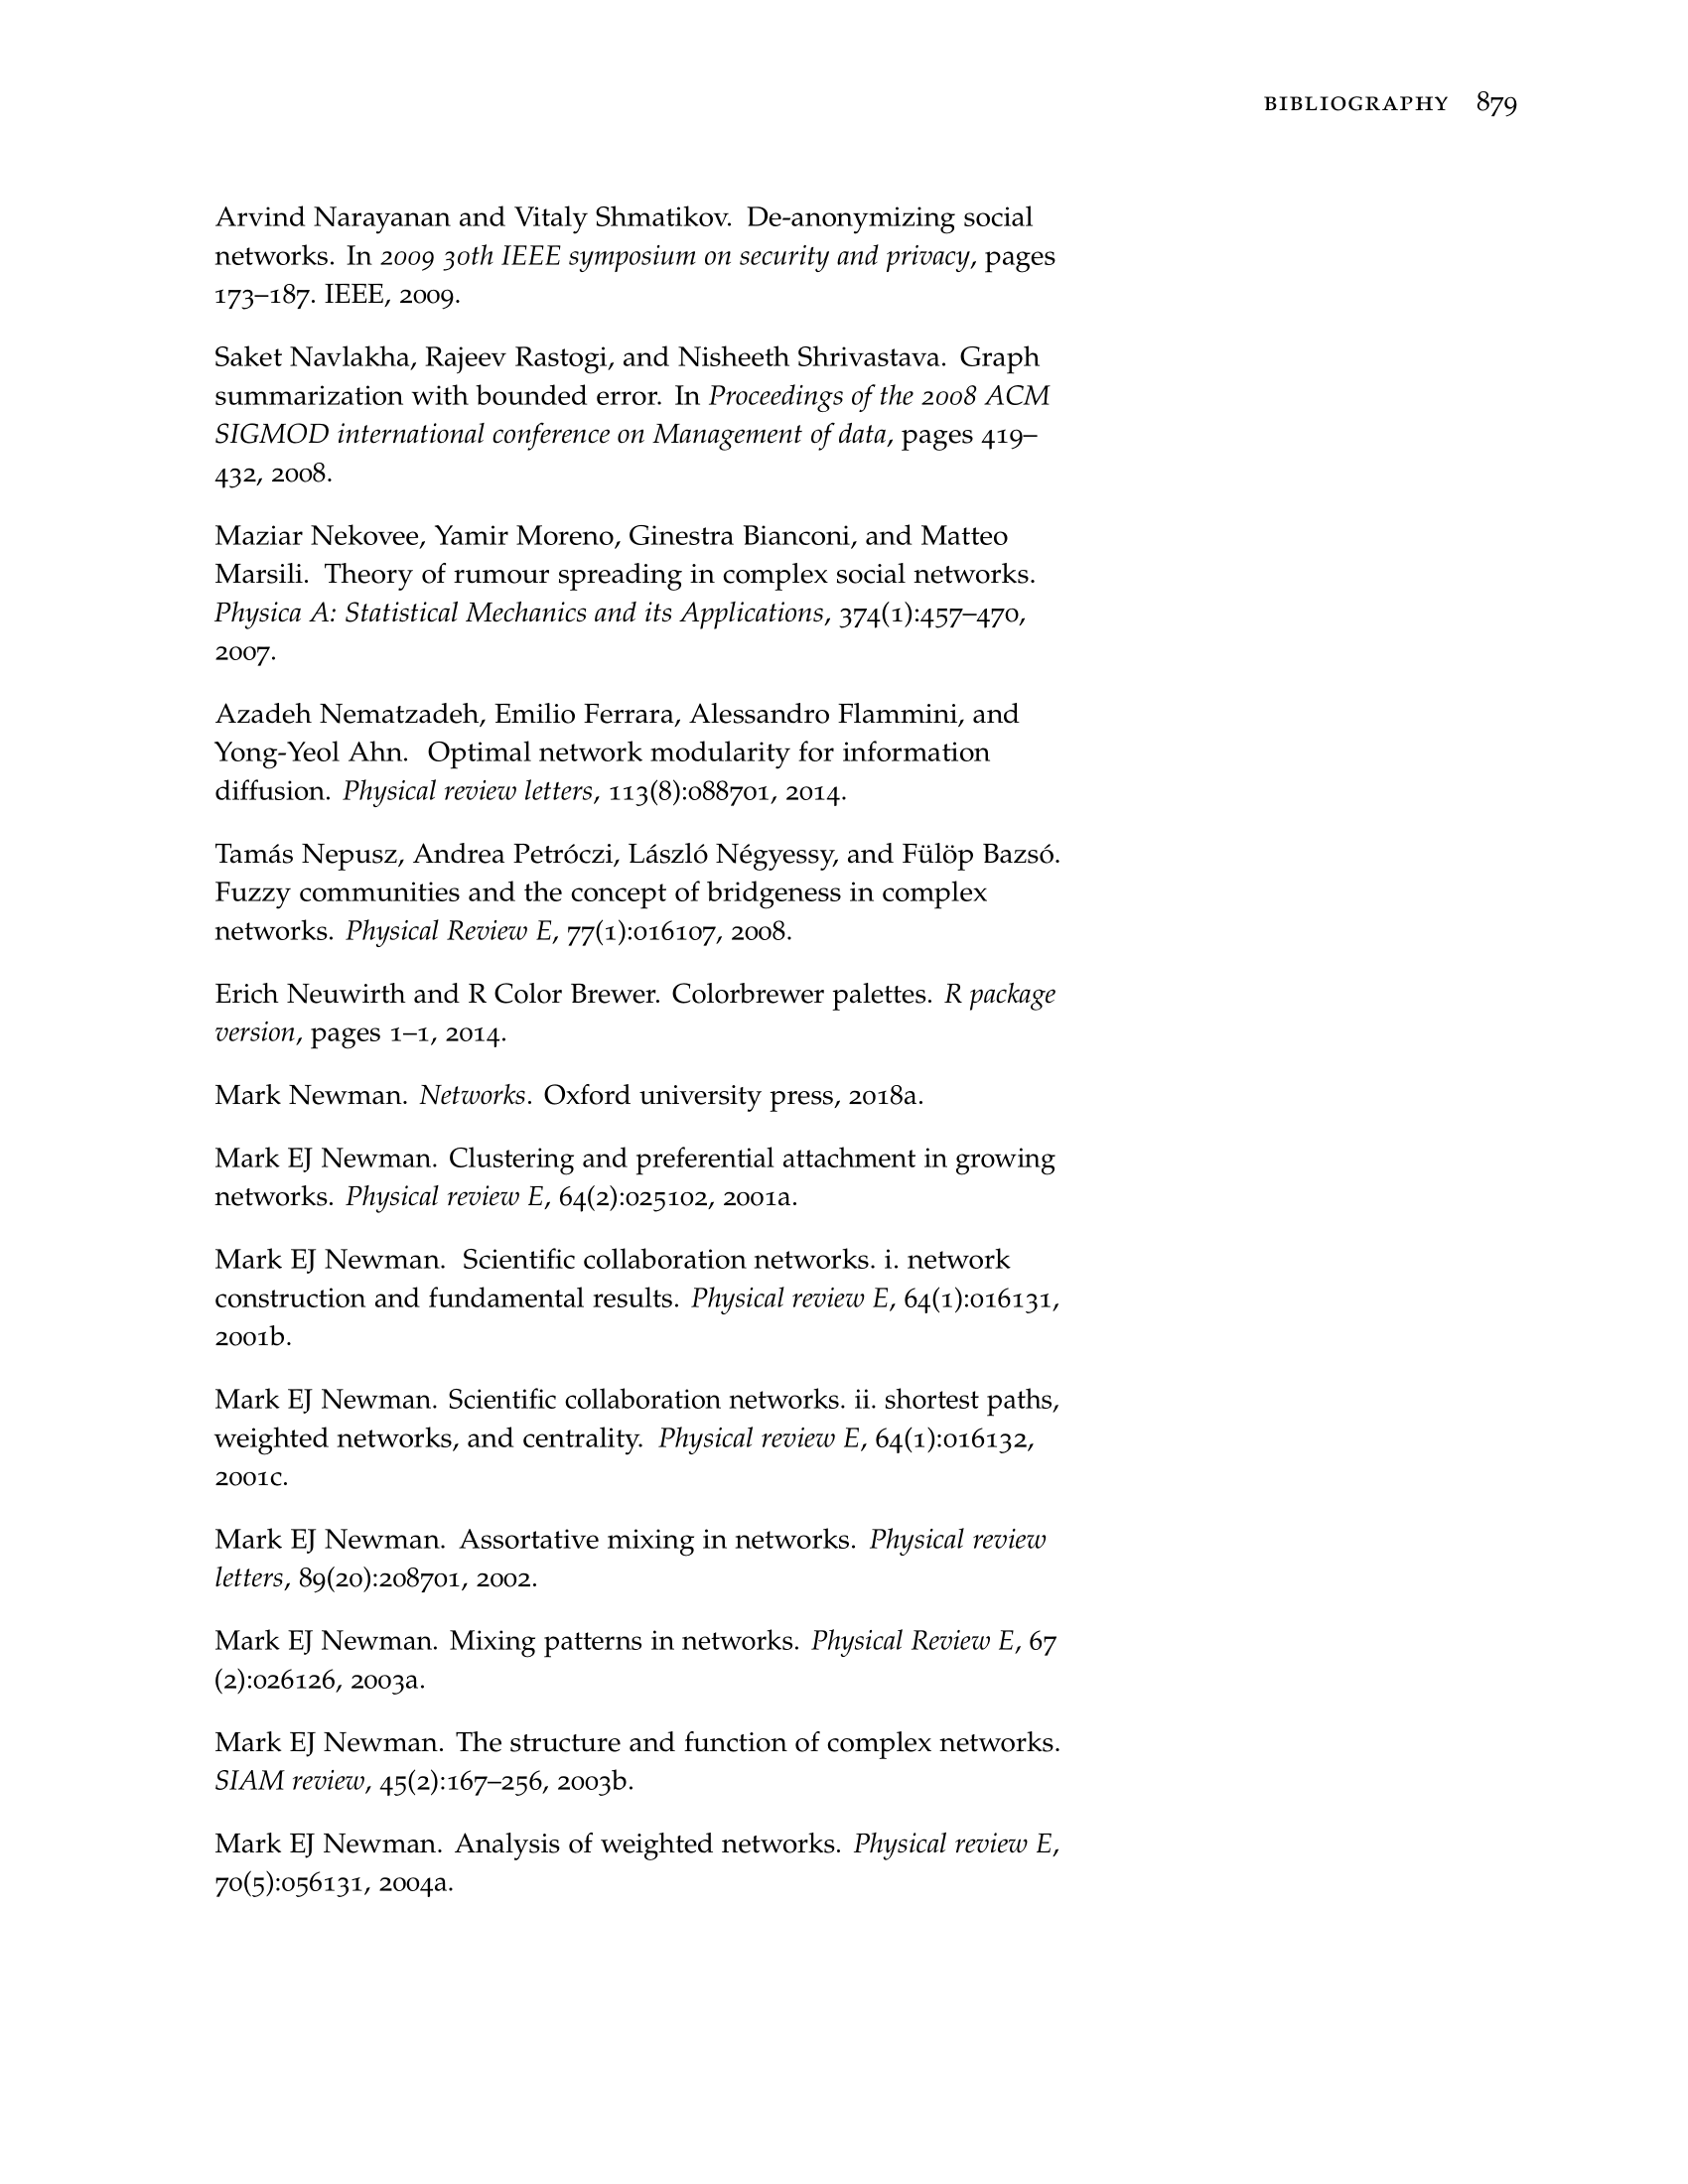 BIBLIOGRAPHY 879
Arvind Narayanan and Vitaly Shmatikov. De-anonymizing social
networks. In 2009 30th IEEE symposium on security and privacy, pages
173–187. IEEE, 2009.
Saket Navlakha, Rajeev Rastogi, and Nisheeth Shrivastava. Graph
summarization with bounded error. In Proceedings of the 2008 ACM
SIGMOD international conference on Management of data, pages 419–
432, 2008.
Maziar Nekovee, Yamir Moreno, Ginestra Bianconi, and Matteo
Marsili. Theory of rumour spreading in complex social networks.
Physica A: Statistical Mechanics and its Applications, 374(1):457–470,
2007.
Azadeh Nematzadeh, Emilio Ferrara, Alessandro Flammini, and
Yong-Yeol Ahn. Optimal network modularity for information
diffusion. Physical review letters, 113(8):088701, 2014.
Tamás Nepusz, Andrea Petróczi, László Négyessy, and Fülöp Bazsó.
Fuzzy communities and the concept of bridgeness in complex
networks. Physical Review E, 77(1):016107, 2008.
Erich Neuwirth and R Color Brewer. Colorbrewer palettes. R package
version, pages 1–1, 2014.
Mark Newman. Networks. Oxford university press, 2018a.
Mark EJ Newman. Clustering and preferential attachment in growing
networks. Physical review E, 64(2):025102, 2001a.
Mark EJ Newman. Scientific collaboration networks. i. network
construction and fundamental results. Physical review E, 64(1):016131,
2001b.
Mark EJ Newman. Scientific collaboration networks. ii. shortest paths,
weighted networks, and centrality. Physical review E, 64(1):016132,
2001c.
Mark EJ Newman. Assortative mixing in networks. Physical review
letters, 89(20):208701, 2002.
Mark EJ Newman. Mixing patterns in networks. Physical Review E, 67
(2):026126, 2003a.
Mark EJ Newman. The structure and function of complex networks.
SIAM review, 45(2):167–256, 2003b.
Mark EJ Newman. Analysis of weighted networks. Physical review E,
70(5):056131, 2004a.